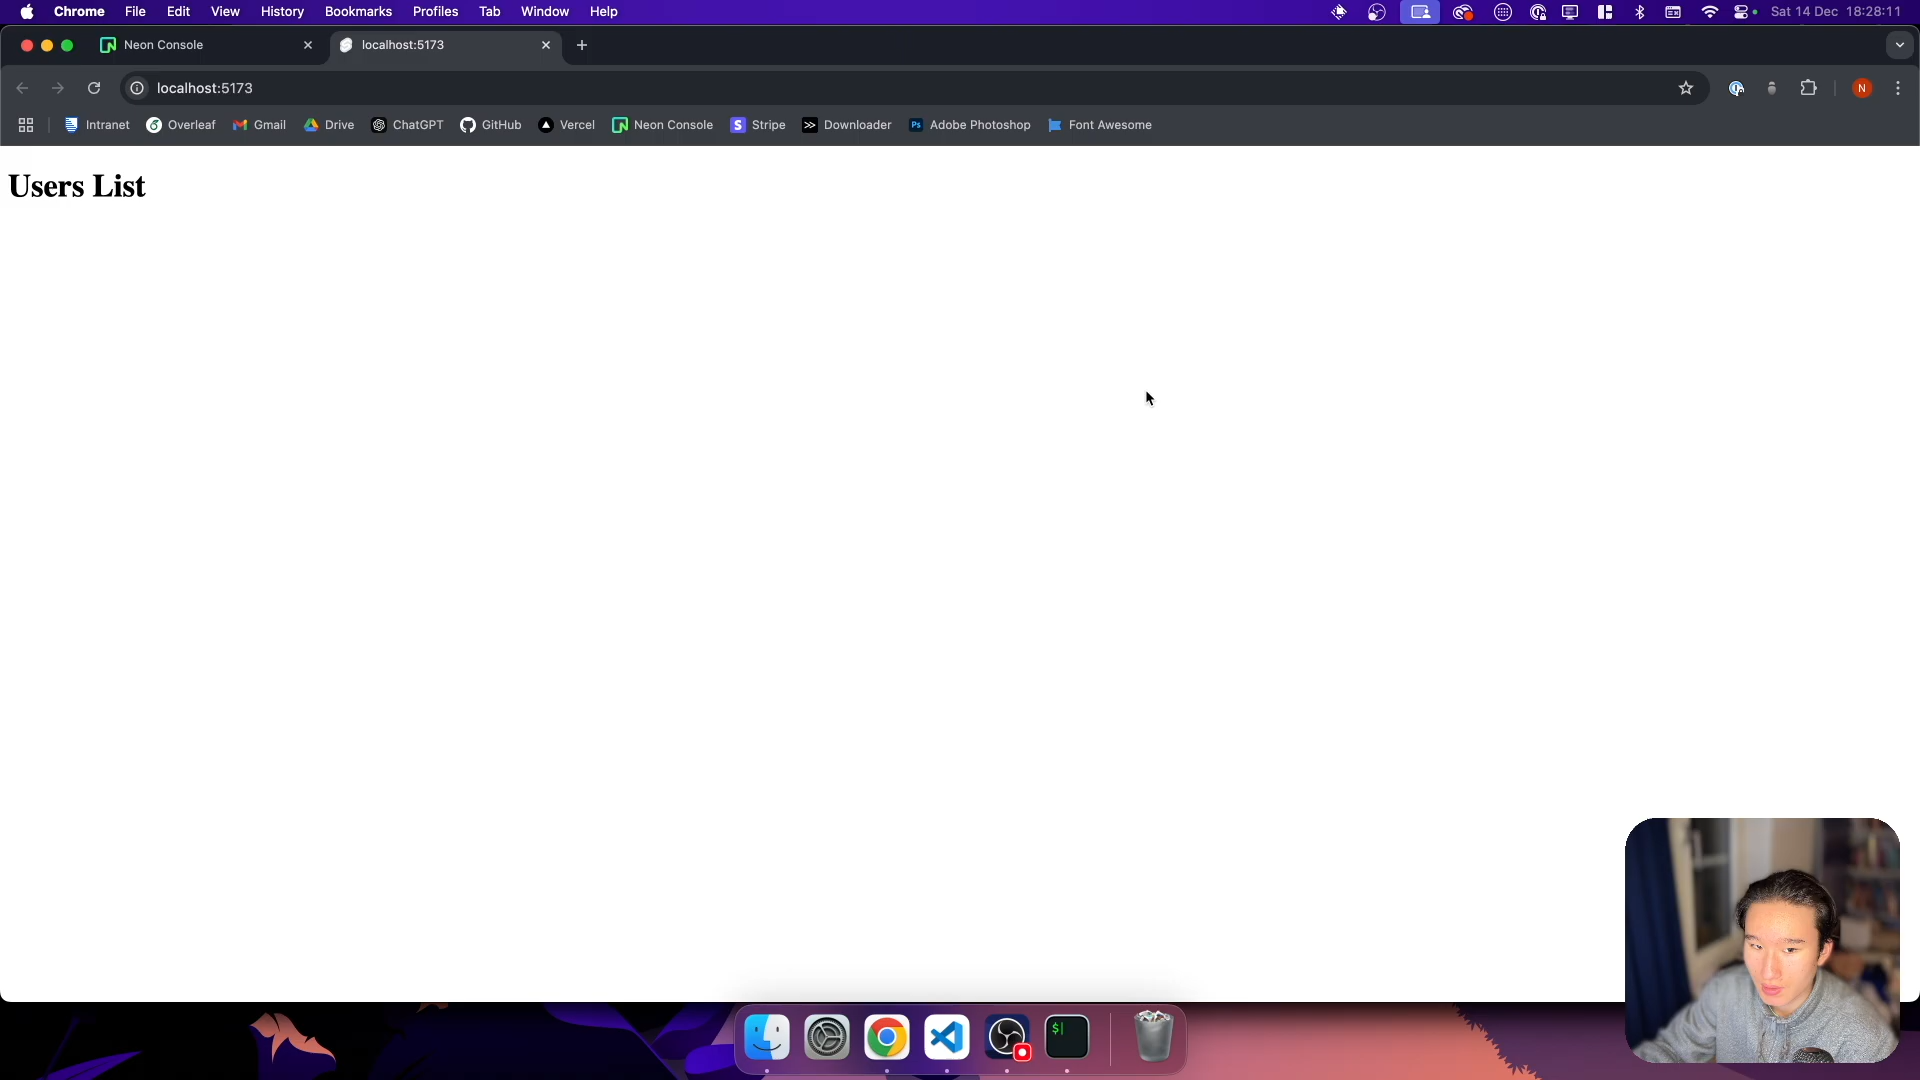 Chrome File Edit View History Bookmarks Profiles Tab Window Help Sat 14 Dec 18:28:11
Neon Console localhost:5173
localhost:5173 N
Intranet Overleaf Gmail Drive ChatGPT GitHub Vercel Neon Console S Stripe Downloader Ps Adobe Photoshop Font Awesome
Users List
$